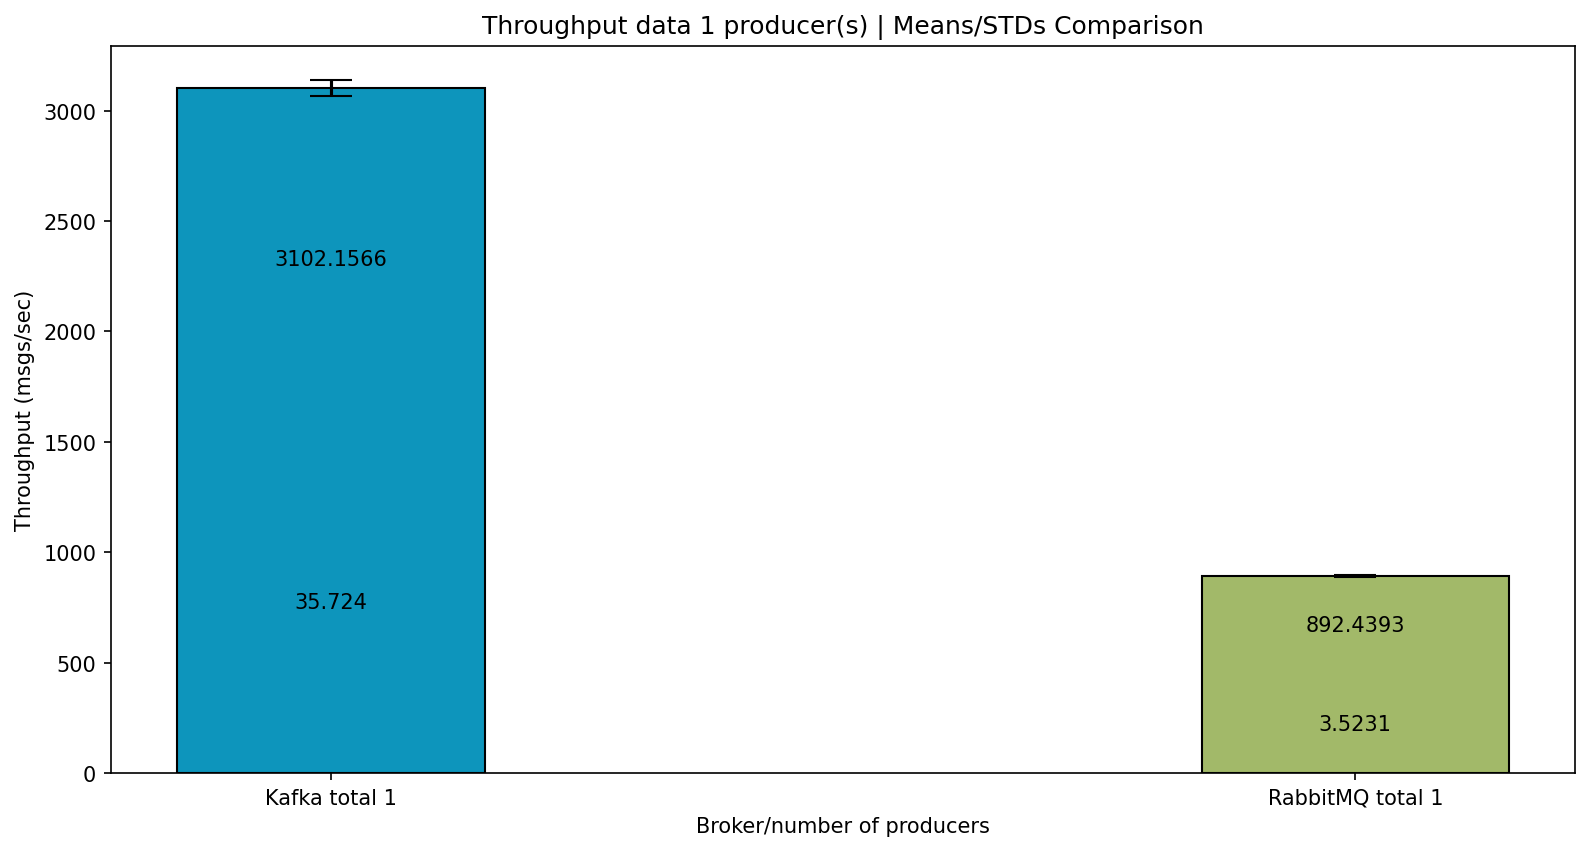 Throughput data 1 producer(s) | Means/STDs Comparison
Throughput (msgs/sec)
3000
2500
2000
1500
1000
500
0
3102.1566
35.724
892.4393
3.5231
Kafka total 1
RabbitMQ total 1
Broker/number of producers